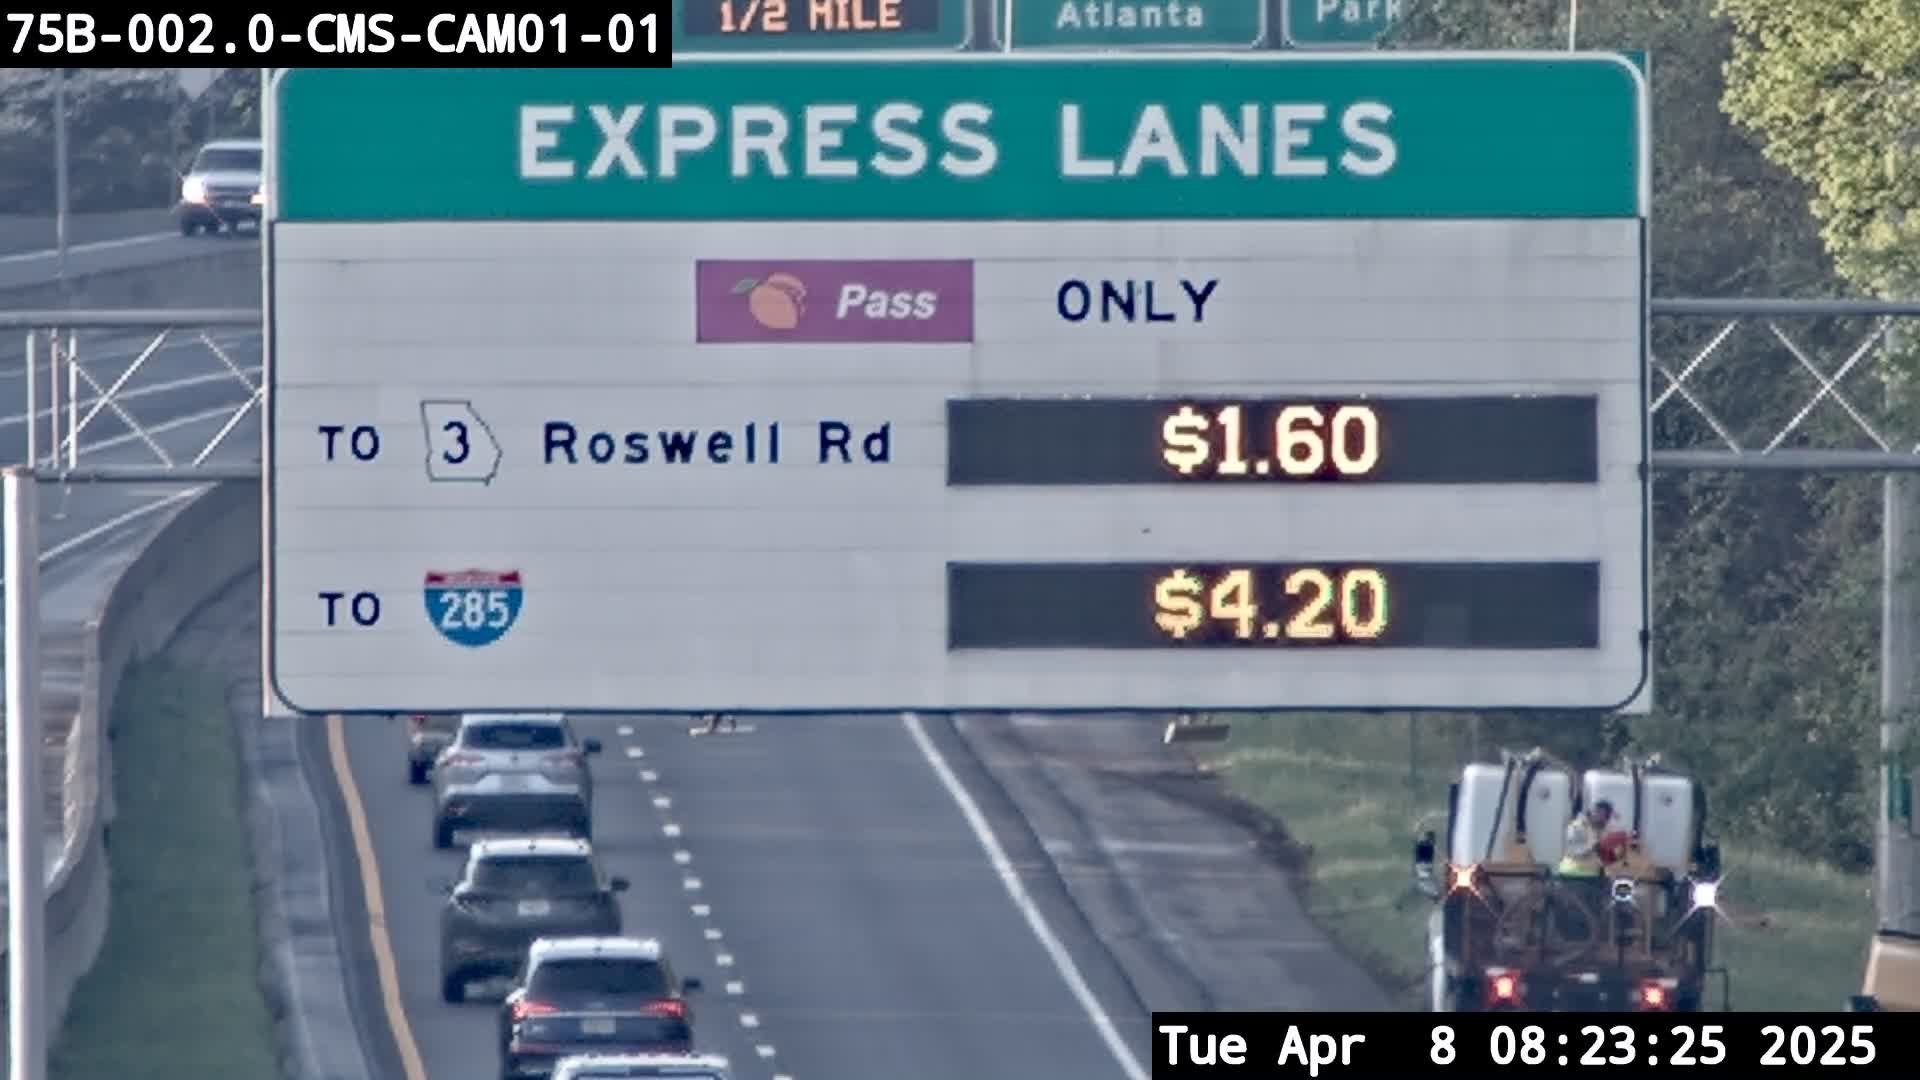 75B-002.0-CMS-CAM01-01
1/2 MILE
Atlanta
Park
EXPRESS LANES
Pass ONLY
TO 3 Roswell Rd $1.60
TO 285 $4.20
Tue Apr 8 08:23:25 2025